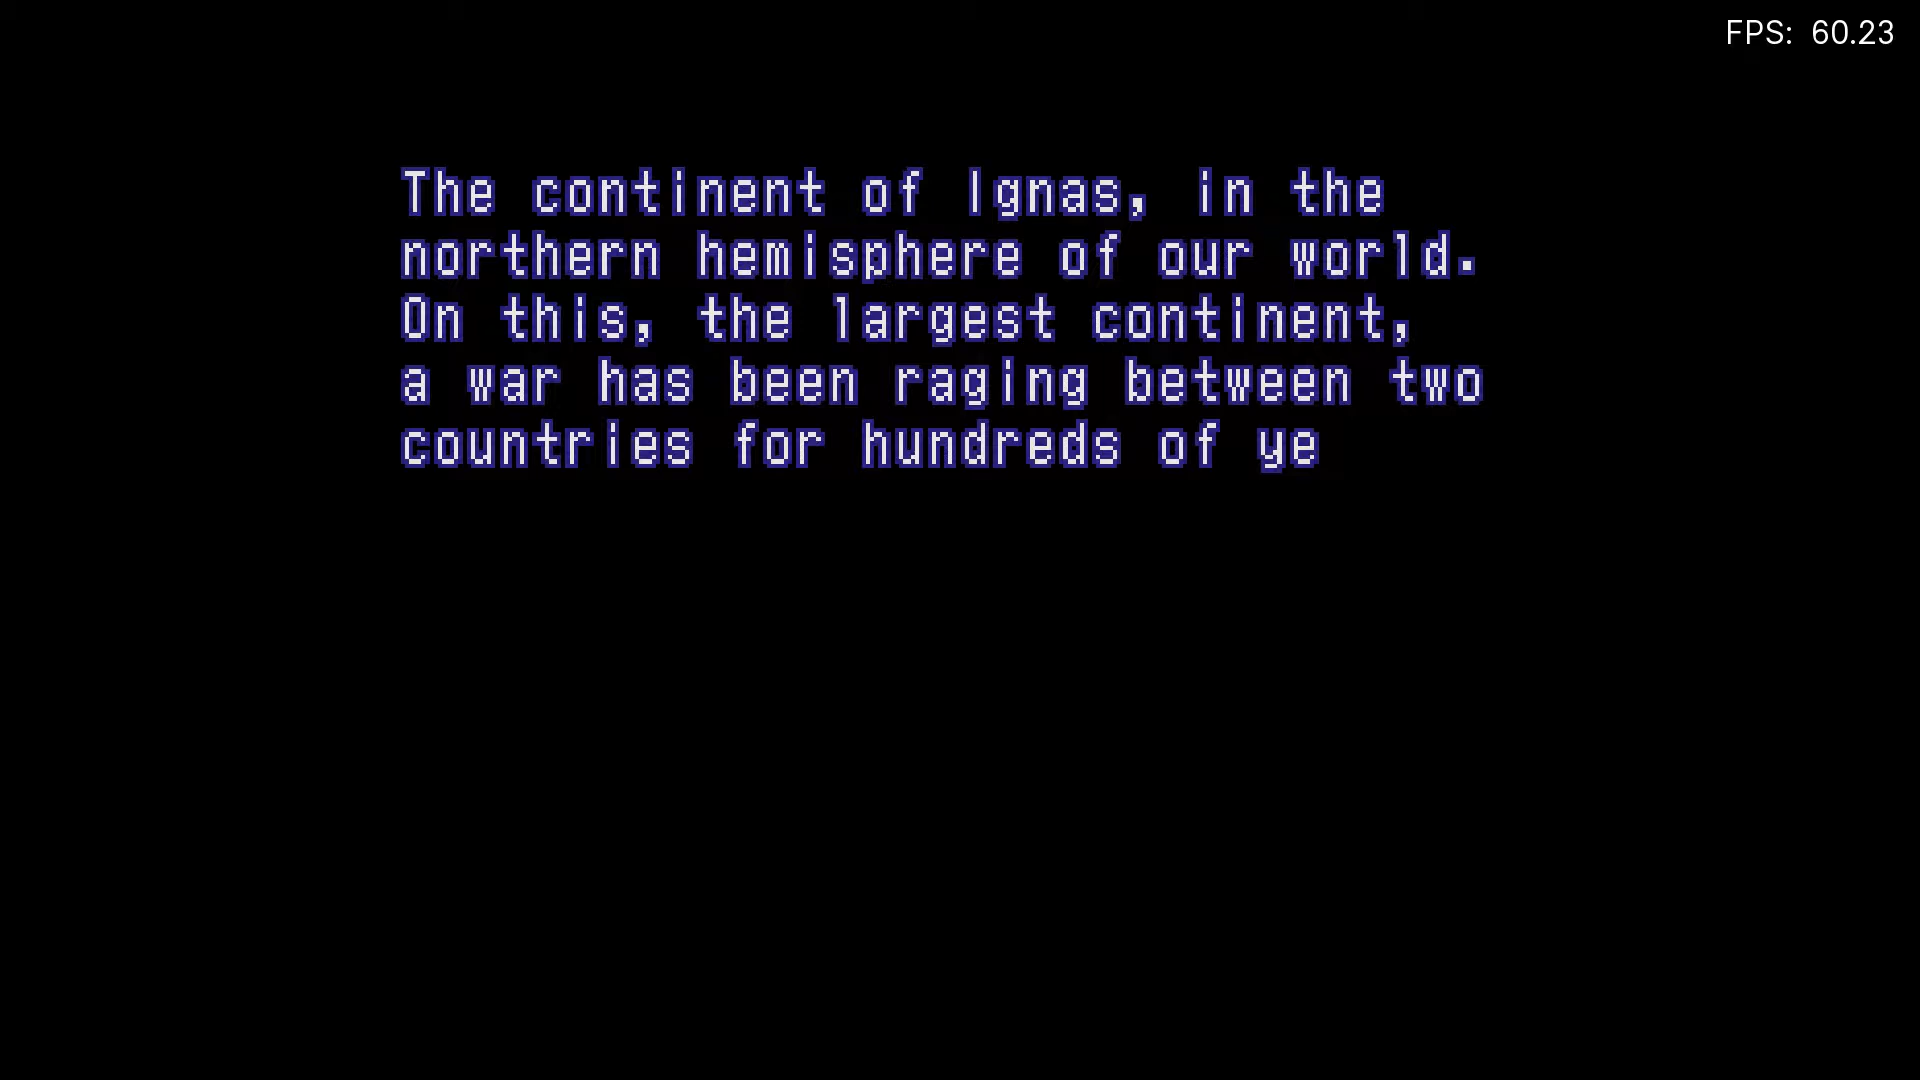 FPS: 60.23
The continent of Ignas, in the
northern hemisphere of our world.
On this, the largest continent,
a war has been raging between two
countries for hundreds of ye